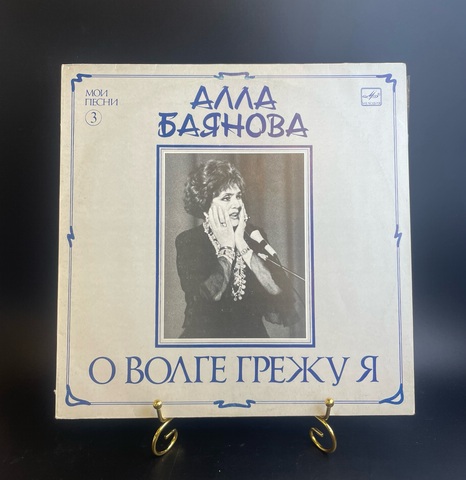 МОИ
ПЕСНИ
3
АЛЛА
БАЯНОВА
О ВОЛГЕ ГРЕЖУ Я